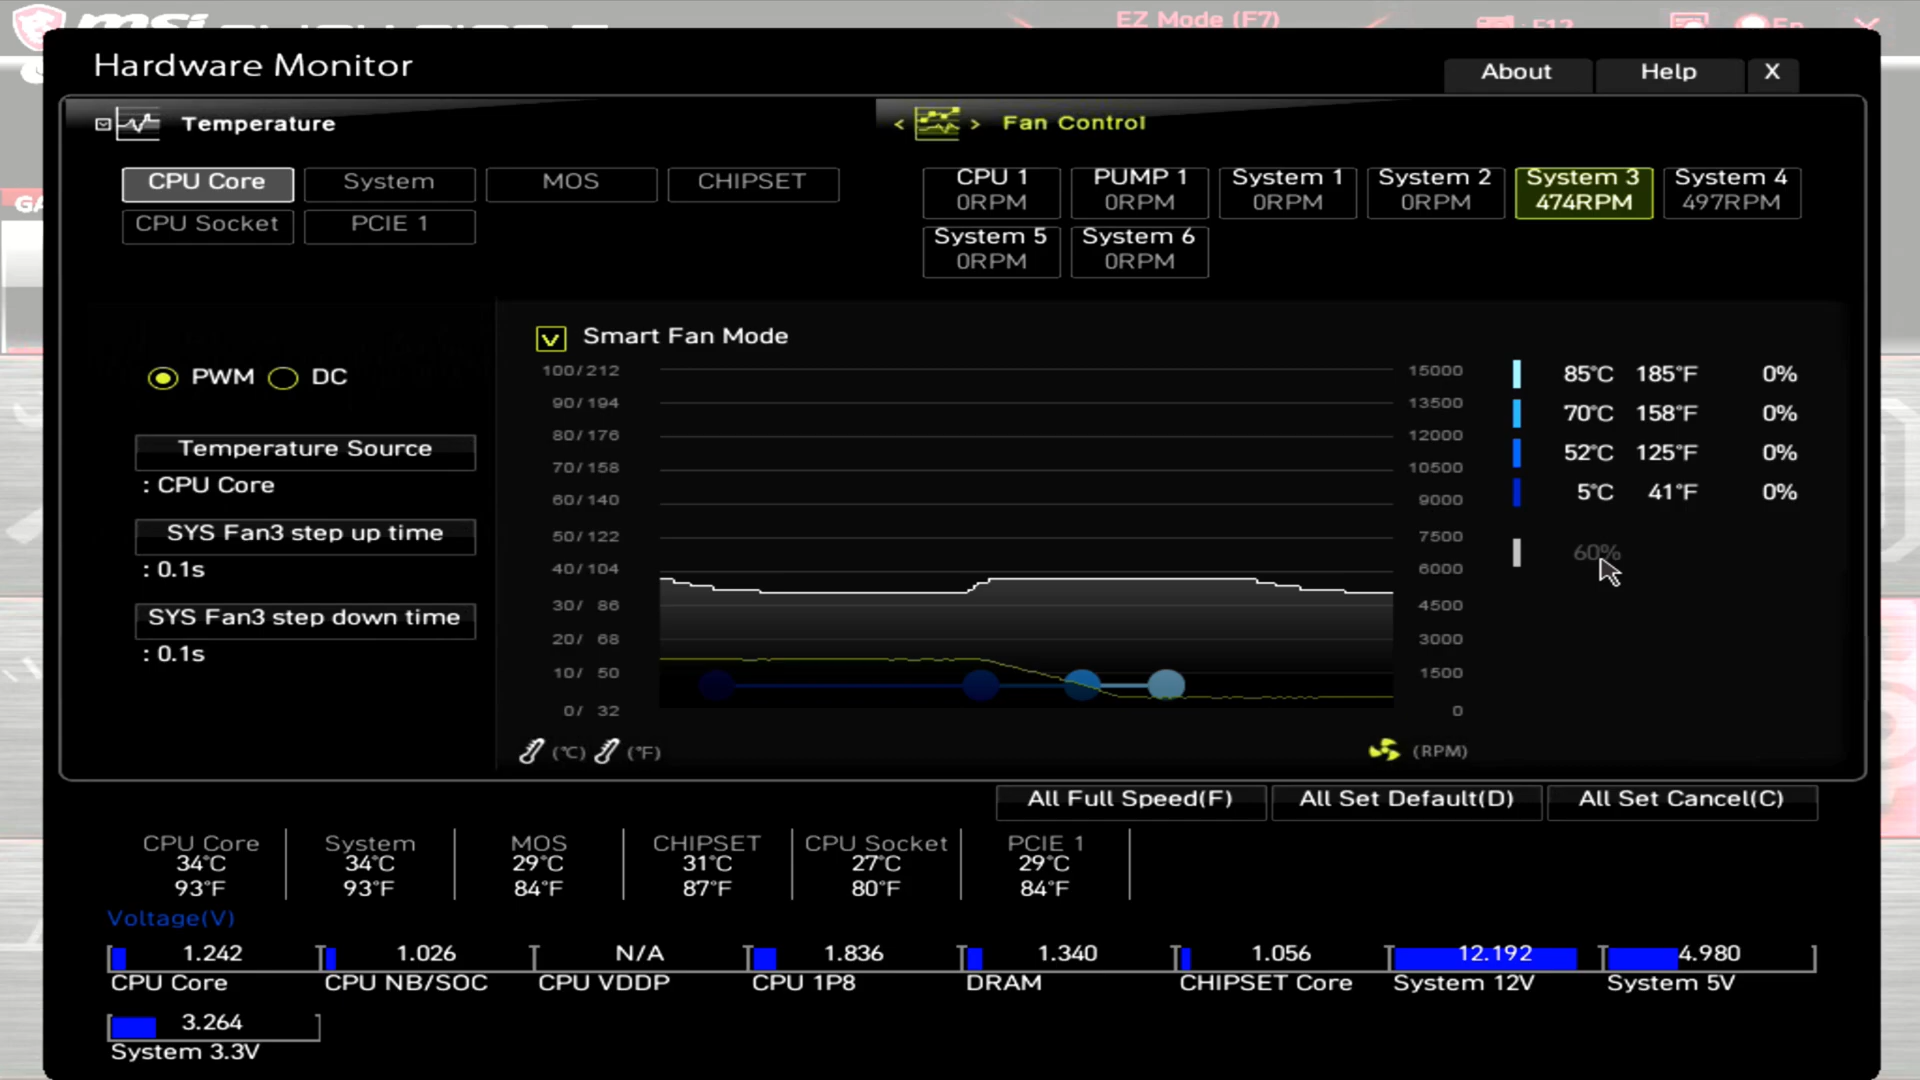 msi
EZ Mode (F7)
: F12
En
Hardware Monitor
About
Help
X
Temperature
< > Fan Control
CPU Core
System
MOS
CHIPSET
CPU Socket
PCIE 1
CPU 1
0RPM
PUMP 1
0RPM
System 1
0RPM
System 2
0RPM
System 3
474RPM
System 4
497RPM
System 5
0RPM
System 6
0RPM
PWM
DC
Temperature Source
: CPU Core
SYS Fan3 step up time
: 0.1s
SYS Fan3 step down time
: 0.1s
Smart Fan Mode
100/212 15000
90/194 13500
80/176 12000
70/158 10500
60/140 9000
50/122 7500
40/104 6000
30/ 86 4500
20/ 68 3000
10/ 50 1500
0/ 32 0
(°C) (°F) (RPM)
85°C 185°F 0%
70°C 158°F 0%
52°C 125°F 0%
5°C 41°F 0%
60%
All Full Speed(F)
All Set Default(D)
All Set Cancel(C)
CPU Core
34°C
93°F
System
34°C
93°F
MOS
29°C
84°F
CHIPSET
31°C
87°F
CPU Socket
27°C
80°F
PCIE 1
29°C
84°F
Voltage(V)
1.242
CPU Core
1.026
CPU NB/SOC
N/A
CPU VDDP
1.836
CPU 1P8
1.340
DRAM
1.056
CHIPSET Core
12.192
System 12V
4.980
System 5V
3.264
System 3.3V